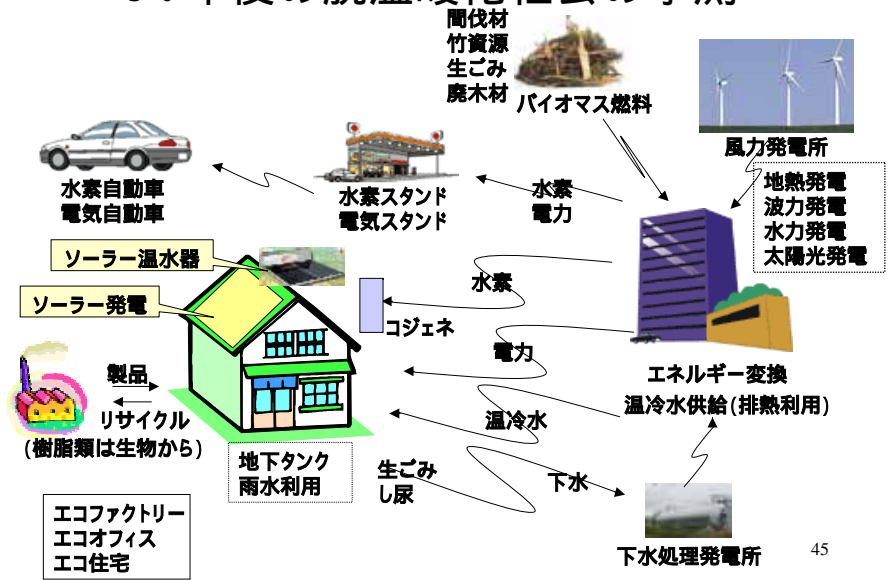 間伐材
竹資源
生ごみ
廃木材
バイオマス燃料
風力発電所
地熱発電
波力発電
水力発電
太陽光発電
水素自動車
電気自動車
水素スタンド
電気スタンド
水素
電力
ソーラー温水器
ソーラー発電
水素
コジェネ
電力
エネルギー変換
温冷水供給(排熱利用)
製品
リサイクル
(樹脂類は生物から)
温冷水
地下タンク
雨水利用
生ごみ
し尿
下水
エコファクトリー
エコオフィス
エコ住宅
下水処理発電所
45